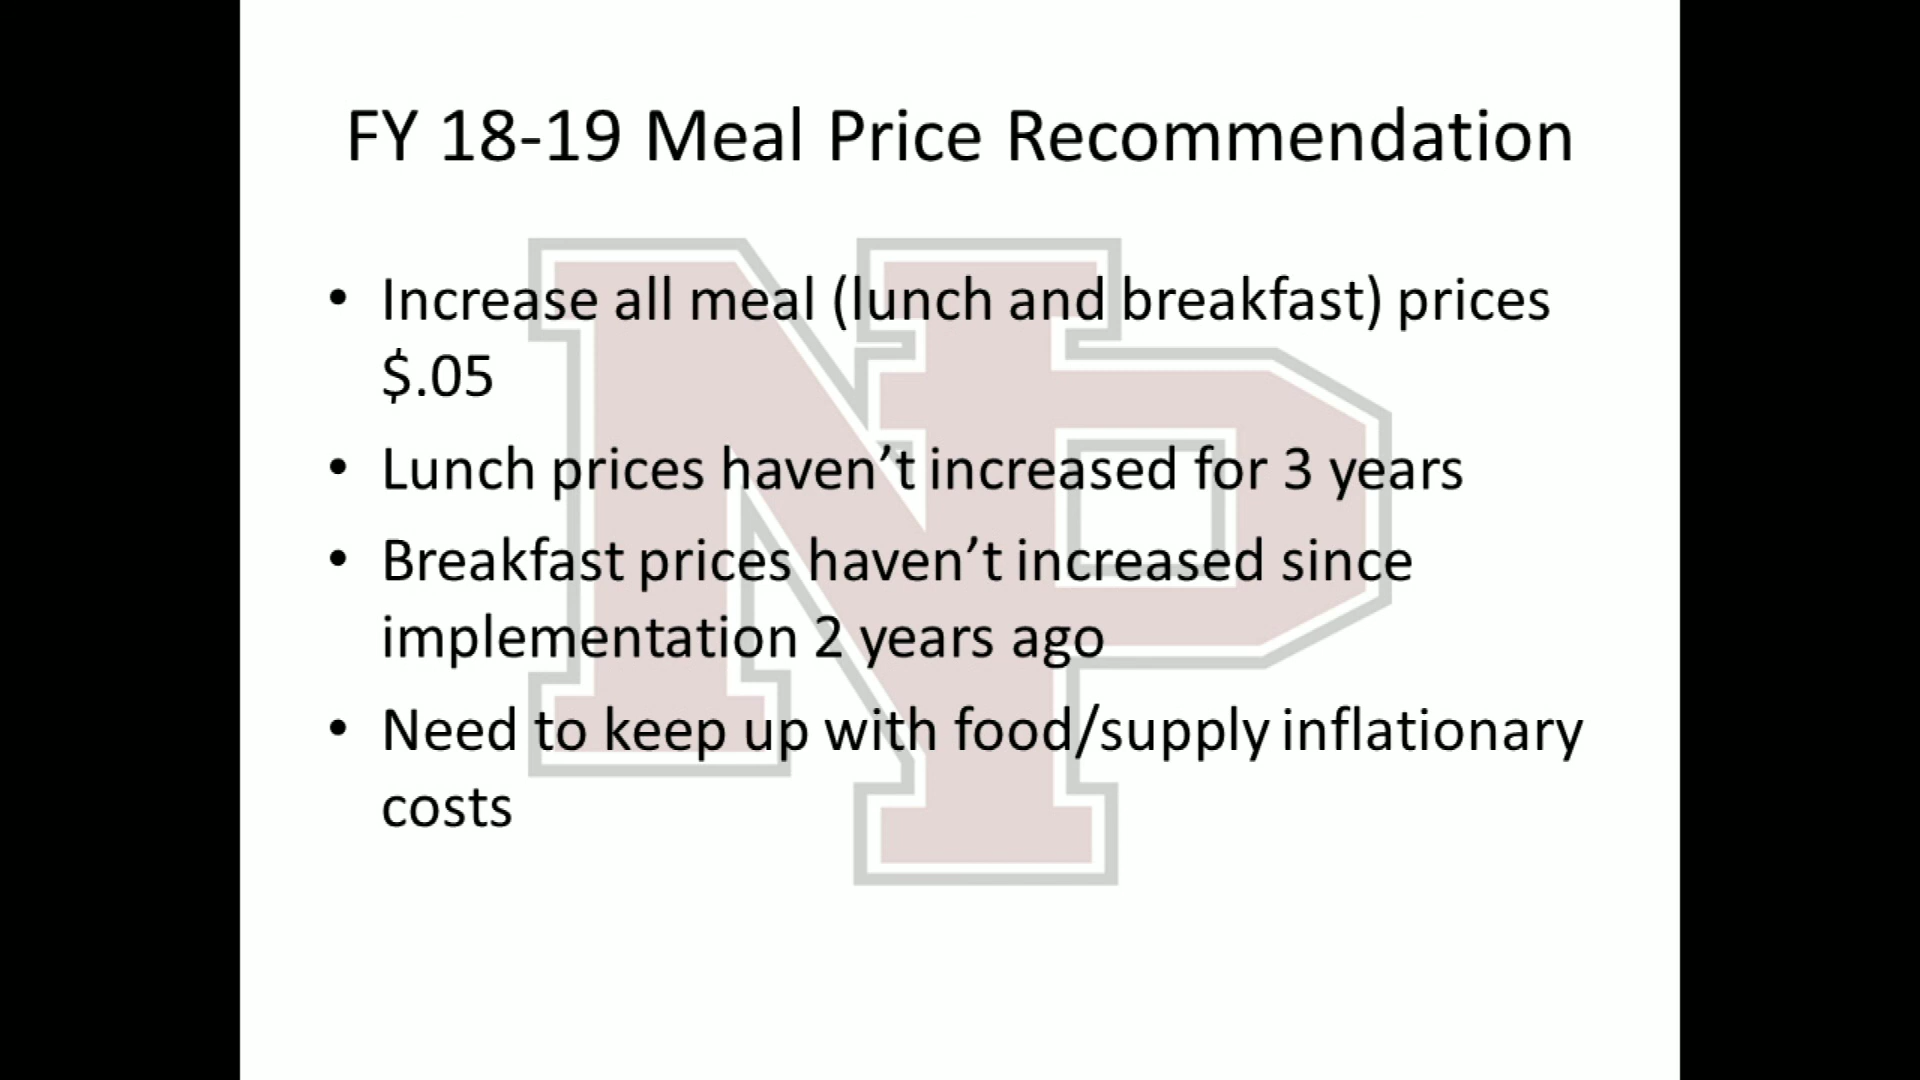 FY 18-19 Meal Price Recommendation
• Increase all meal (lunch and breakfast) prices
$.05
• Lunch prices haven’t increased for 3 years
• Breakfast prices haven’t increased since
implementation 2 years ago
• Need to keep up with food/supply inflationary
costs
NP